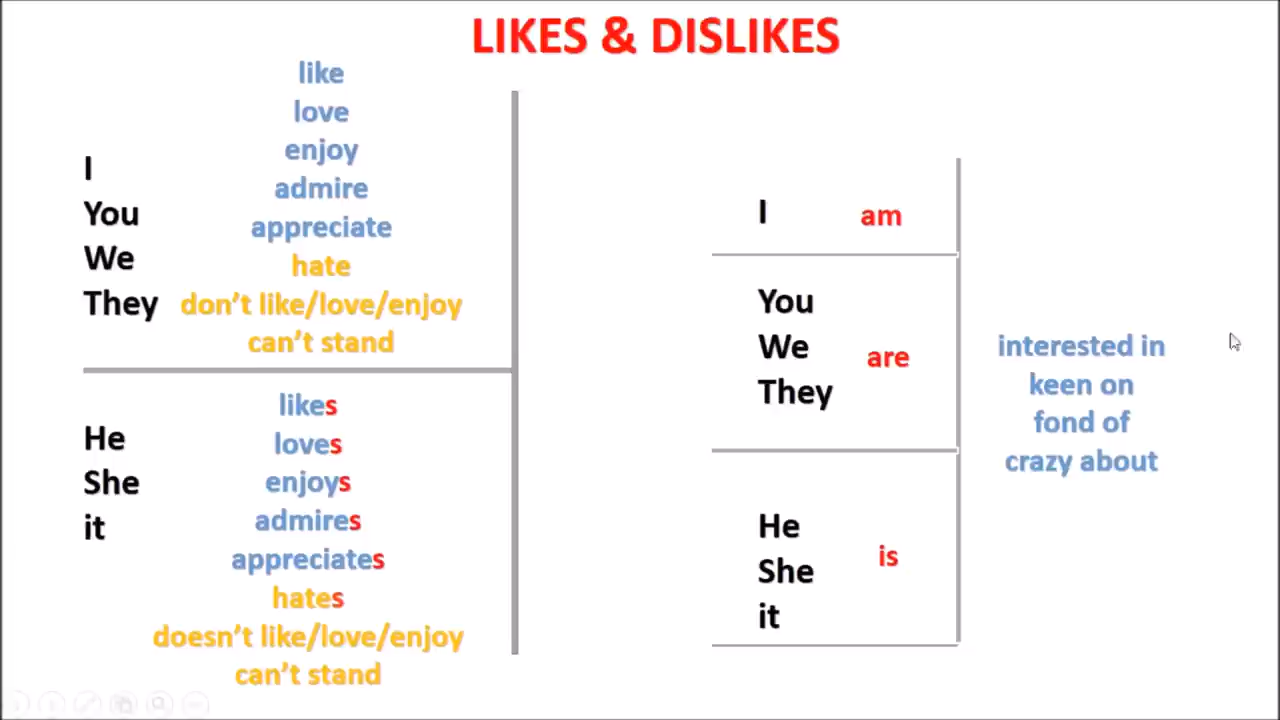 LIKES & DISLIKES
I
You
We
They
like
love
enjoy
admire
appreciate
hate
don't like/love/enjoy
can't stand
He
She
it
likes
loves
enjoys
admires
appreciates
hates
doesn't like/love/enjoy
can't stand
I
am
You
We
They
are
He
She
it
is
interested in
keen on
fond of
crazy about